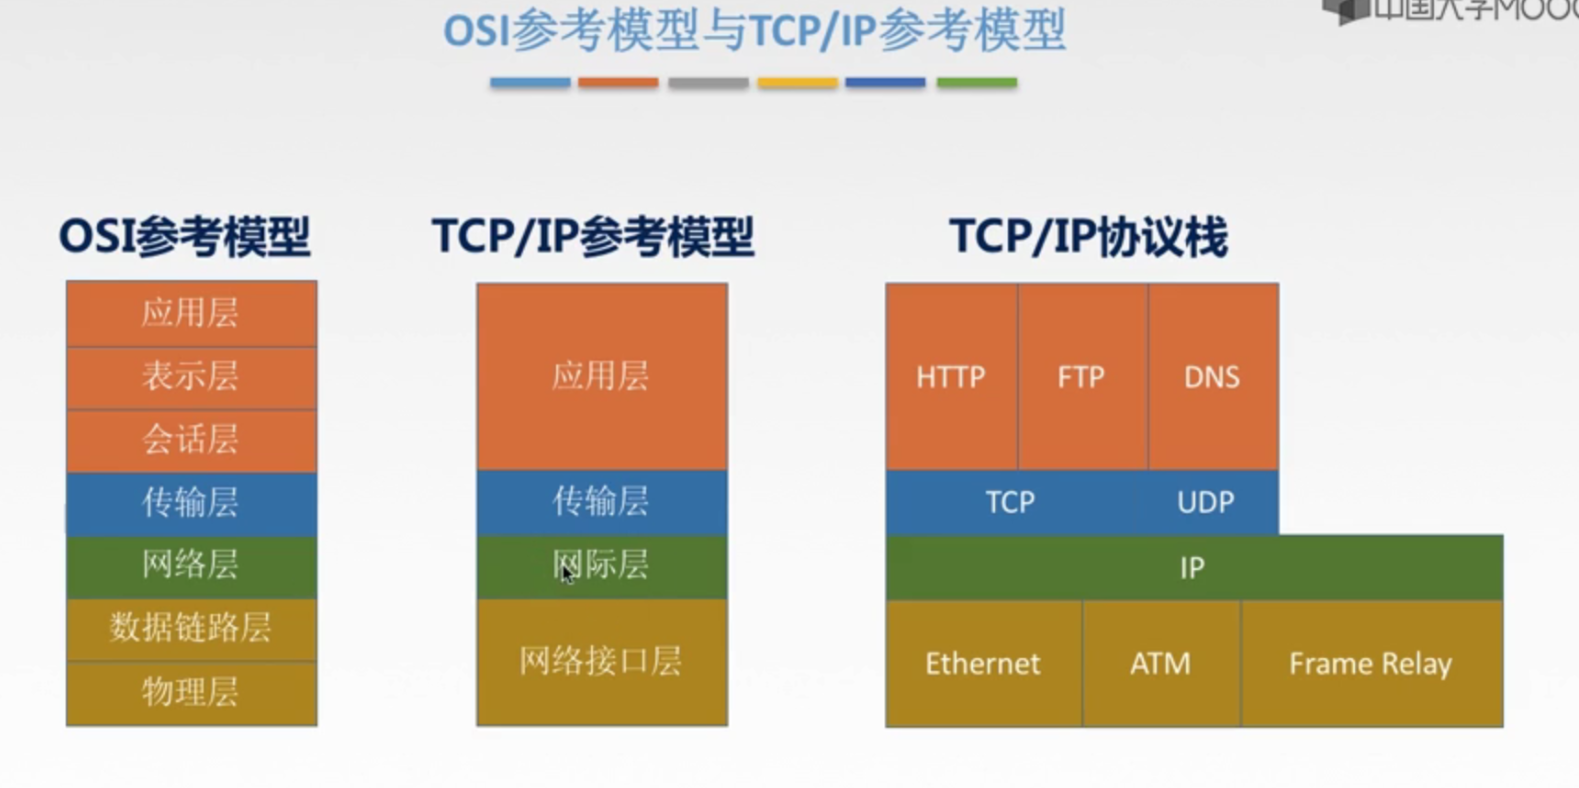 OSI参考模型与TCP/IP参考模型
中国大学MOOC
OSI参考模型
应用层
表示层
会话层
传输层
网络层
数据链路层
物理层
TCP/IP参考模型
应用层
传输层
网际层
网络接口层
TCP/IP协议栈
HTTP FTP DNS
TCP UDP
IP
Ethernet ATM Frame Relay